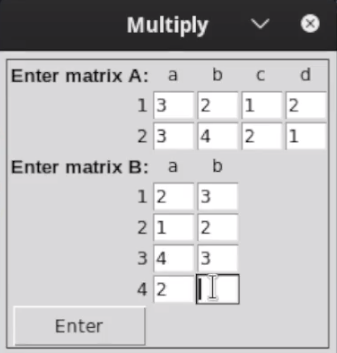 Multiply
Enter matrix A: a b c d
1 3 2 1 2
2 3 4 2 1
Enter matrix B: a b
1 2 3
2 1 2
3 4 3
4 2
Enter